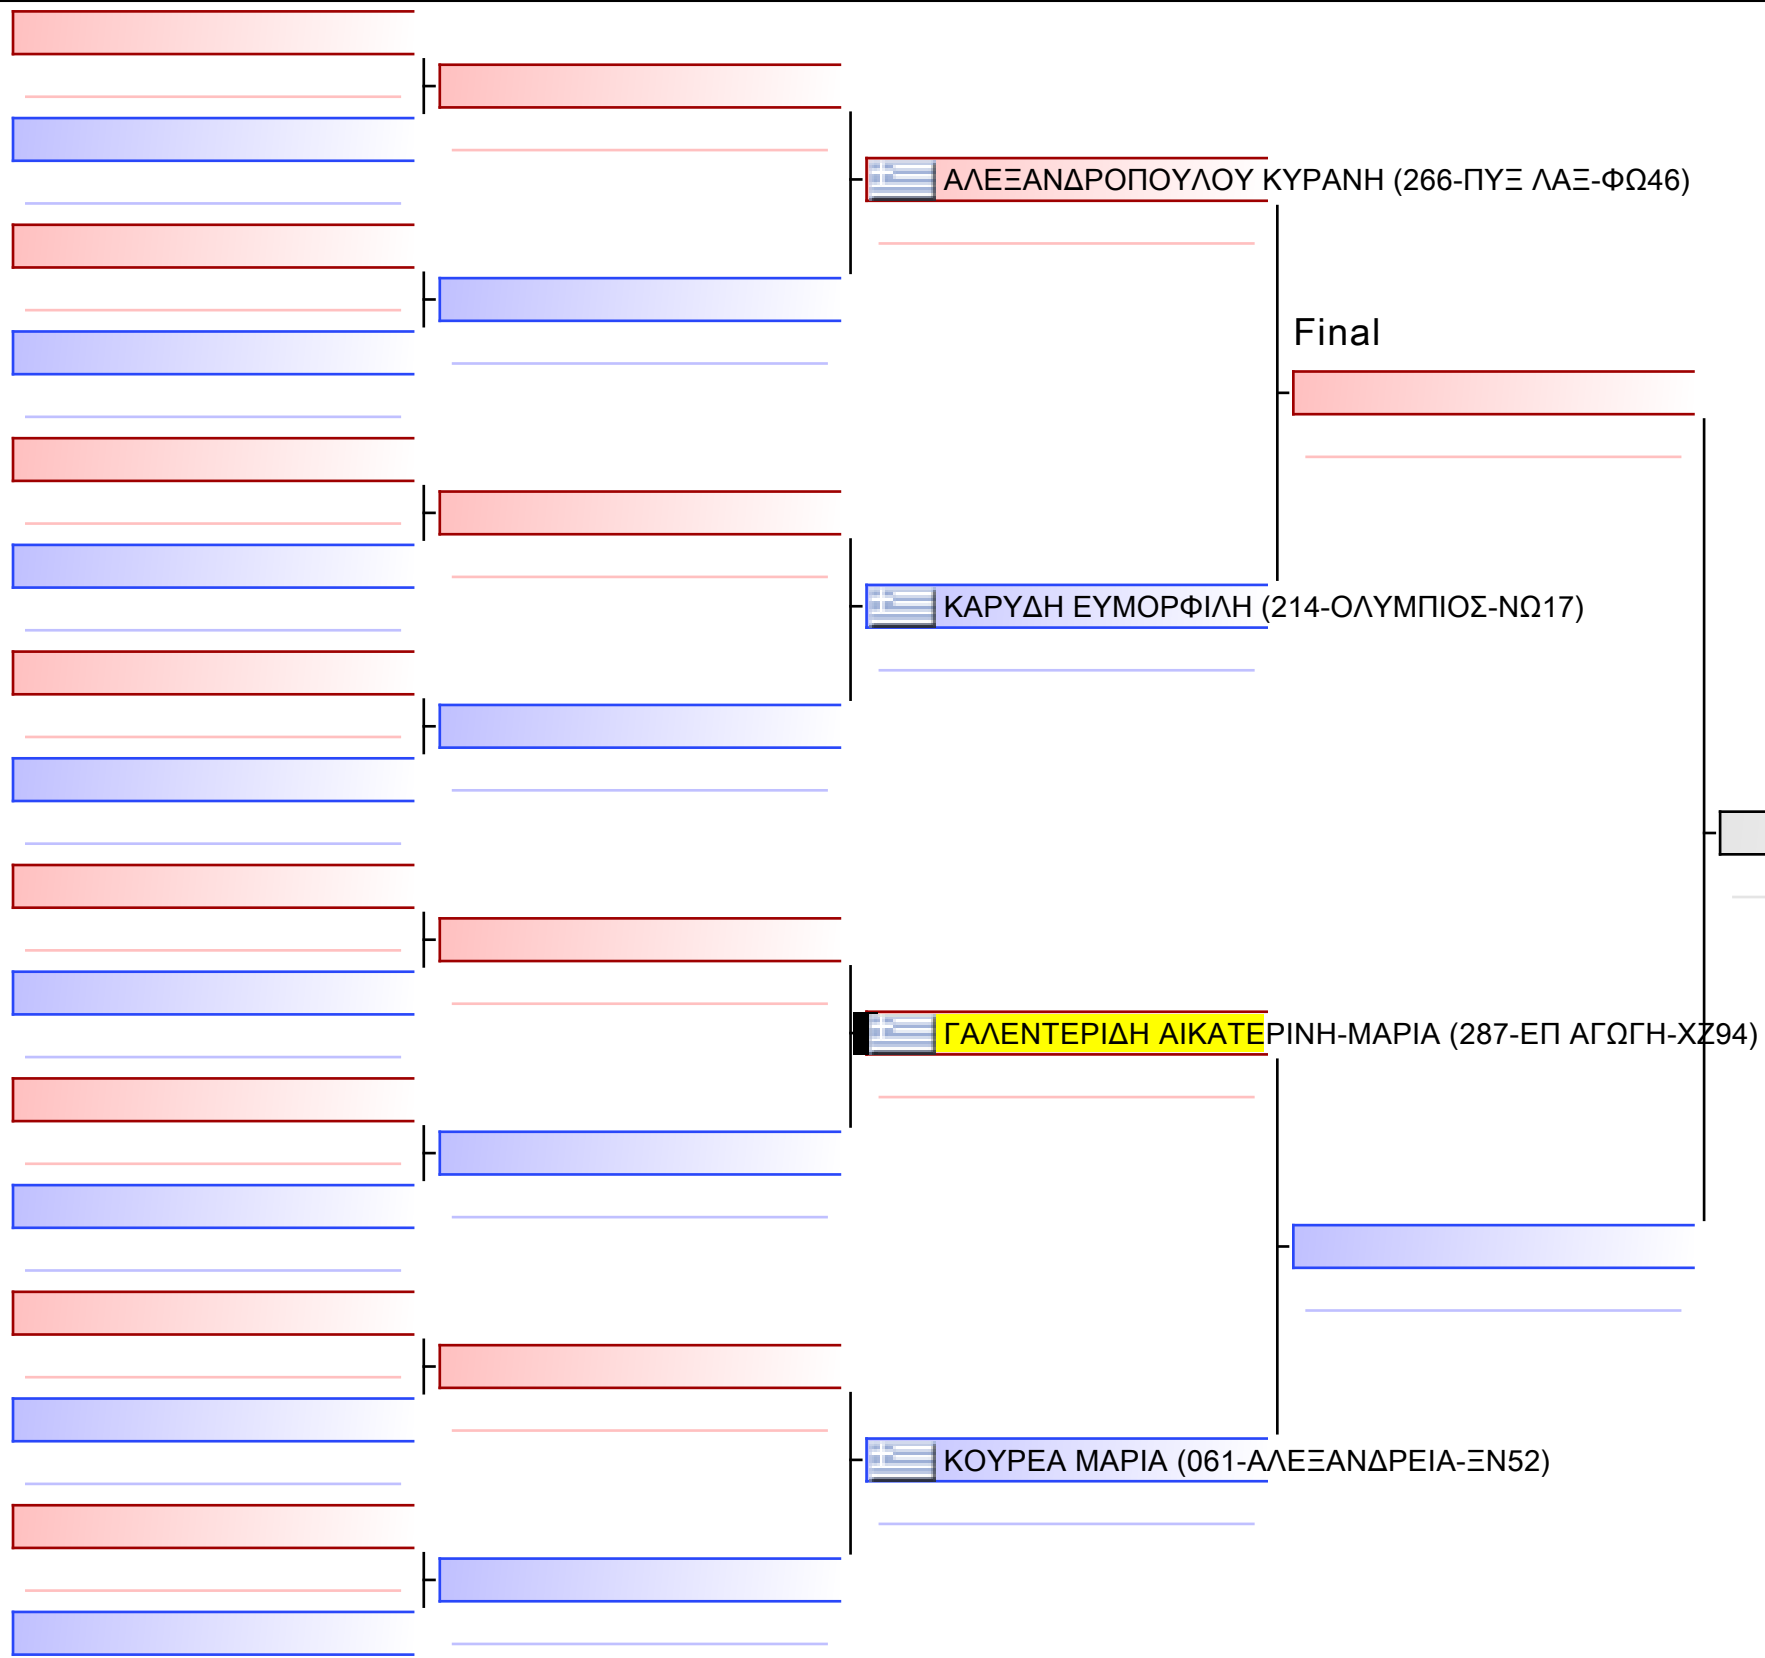 ΑΛΕΞΑΝΔΡΟΠΟΥΛΟΥ ΚΥΡΑΝΗ (266-ΠΥΞ ΛΑΞ-ΦΩ46)
Final
ΚΑΡΥΔΗ ΕΥΜΟΡΦΙΛΗ (214-ΟΛΥΜΠΙΟΣ-ΝΩ17)
ΓΑΛΕΝΤΕΡΙΔΗ ΑΙΚΑΤΕΡΙΝΗ-ΜΑΡΙΑ (287-ΕΠ ΑΓΩΓΗ-ΧΖ94)
ΚΟΥΡΕΑ ΜΑΡΙΑ (061-ΑΛΕΞΑΝΔΡΕΙΑ-ΞΝ52)